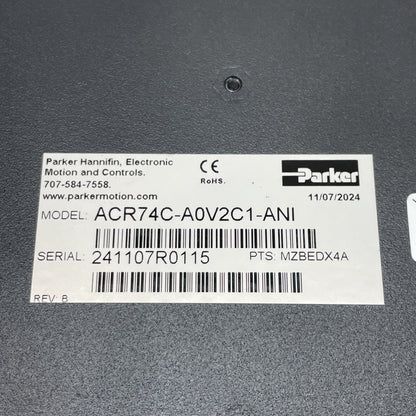 Parker Hannifin, Electronic
Motion and Controls.
707-584-7558.
www.parkermotion.com
CE
RoHS.
Parker
11/07/2024
MODEL: ACR74C-A0V2C1-ANI
SERIAL: 241107R0115 PTS: MZBEDX4A
REV: B